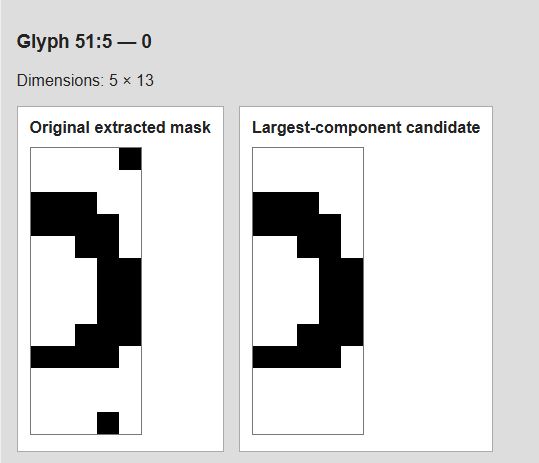 Glyph 51:5 — 0
Dimensions: 5 × 13
Original extracted mask
Largest-component candidate